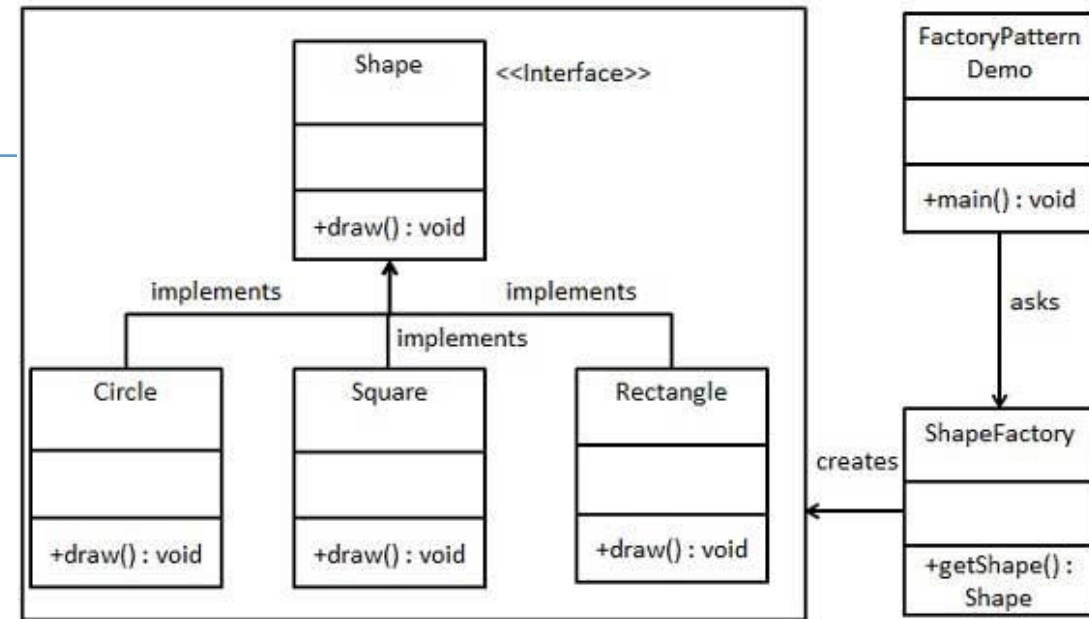 Shape
<<Interface>>
+draw() : void
implements
implements
implements
Circle
+draw() : void
Square
+draw() : void
Rectangle
+draw() : void
FactoryPattern
Demo
+main() : void
asks
ShapeFactory
creates
+getShape() :
Shape